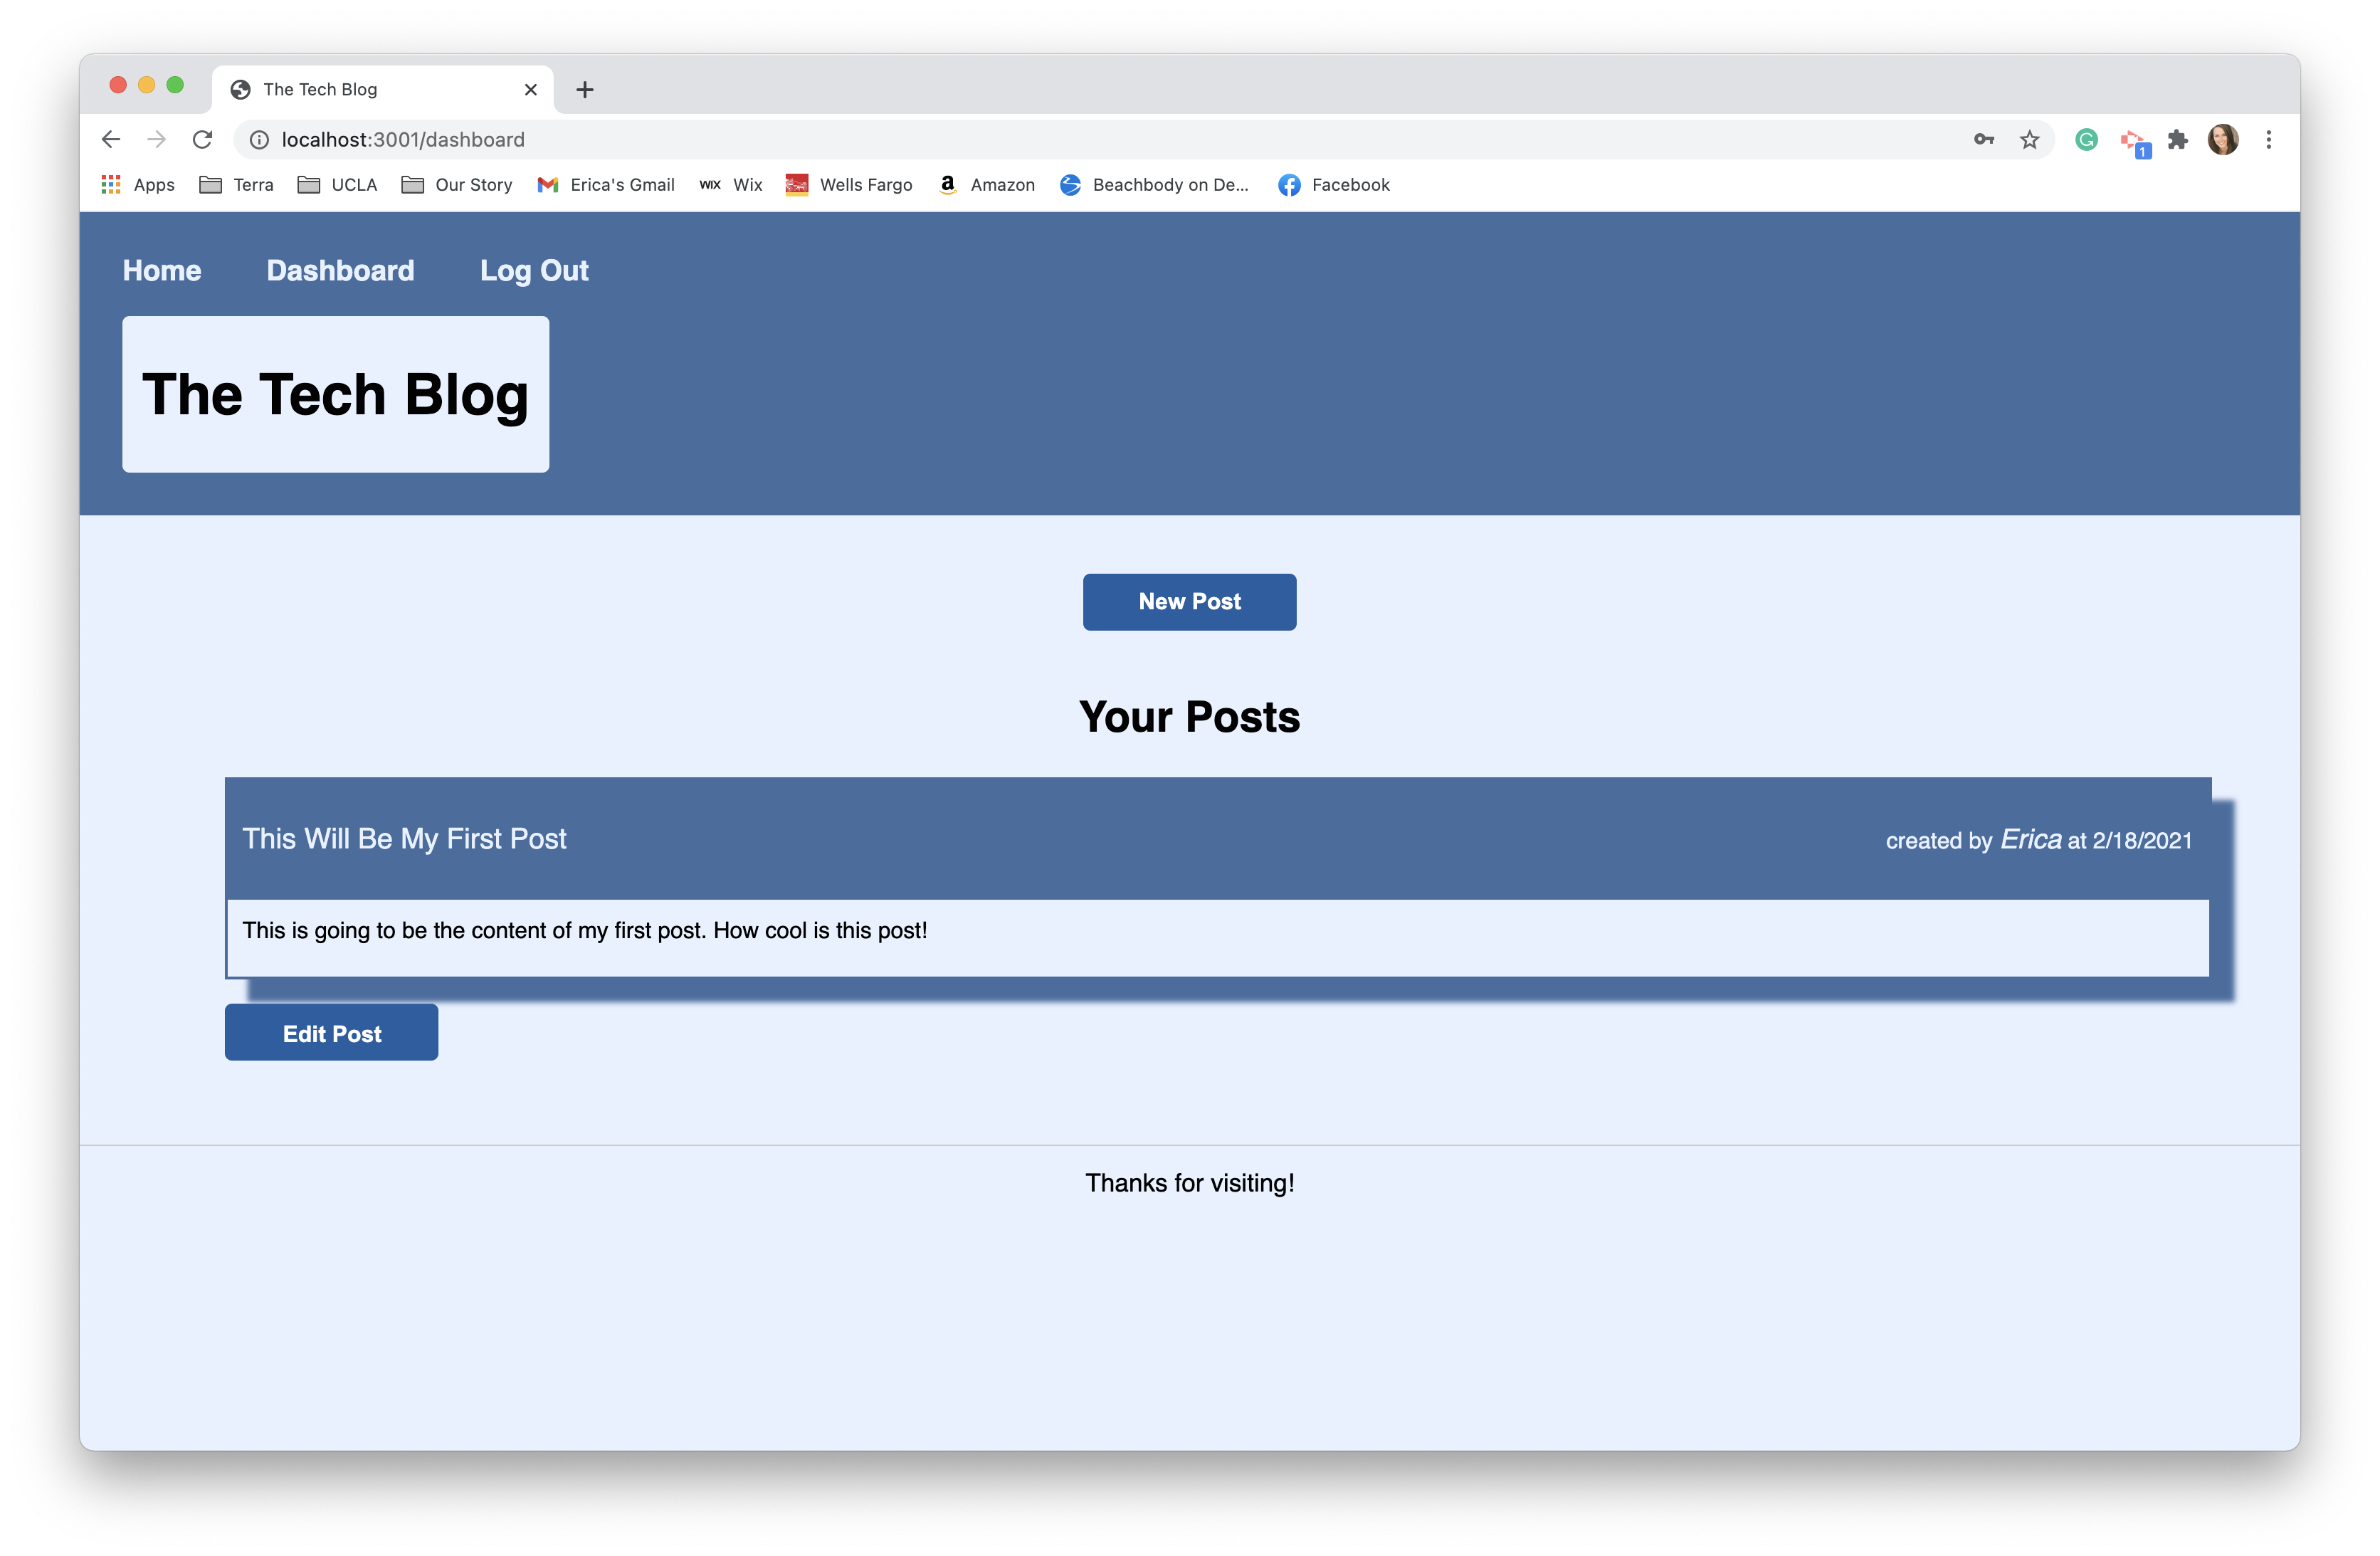 The Tech Blog
localhost:3001/dashboard
1
Apps Terra UCLA Our Story Erica's Gmail WIX Wix Wells Fargo a Amazon Beachbody on De... Facebook
Home Dashboard Log Out
The Tech Blog
New Post
Your Posts
This Will Be My First Post created by Erica at 2/18/2021
This is going to be the content of my first post. How cool is this post!
Edit Post
Thanks for visiting!